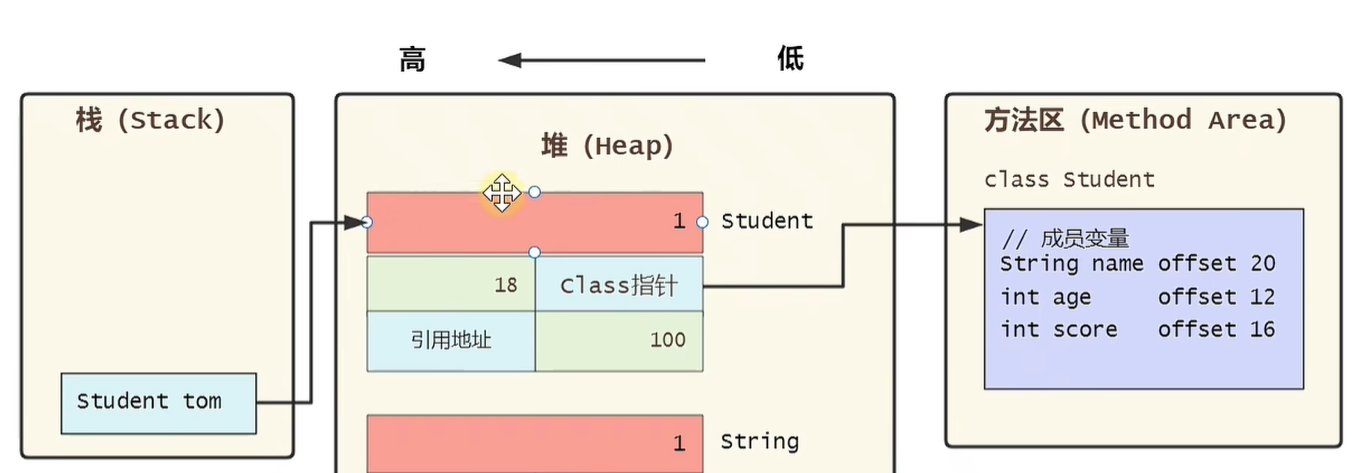 高 低
栈 (Stack)
堆 (Heap)
方法区 (Method Area)
class Student
1 Student
// 成员变量
String name offset 20
int age offset 12
int score offset 16
18 Class指针
引用地址 100
Student tom
1 String